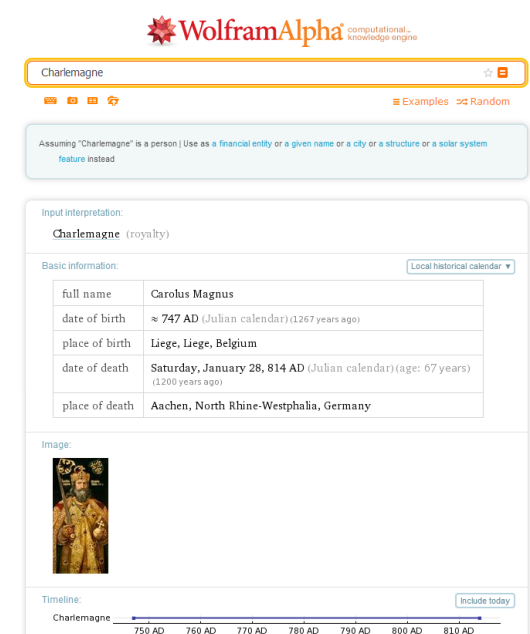 WolframAlpha computational...
knowledge engine
Charlemagne
Examples Random
Assuming "Charlemagne" is a person | Use as a financial entity or a given name or a city or a structure or a solar system
feature instead
Input interpretation:
Charlemagne (royalty)
Basic information:
Local historical calendar ▼
full name Carolus Magnus
date of birth ≈ 747 AD (Julian calendar) (1267 years ago)
place of birth Liege, Liege, Belgium
date of death Saturday, January 28, 814 AD (Julian calendar) (age: 67 years)
(1200 years ago)
place of death Aachen, North Rhine-Westphalia, Germany
Image:
Timeline:
Include today
Charlemagne
750 AD 760 AD 770 AD 780 AD 790 AD 800 AD 810 AD